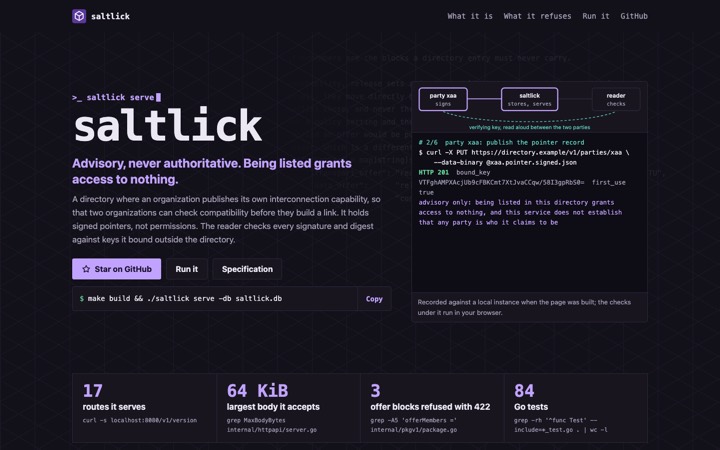 saltlick
What it is
What it refuses
Run it
GitHub
>_ saltlick serve
saltlick
Advisory, never authoritative. Being listed grants
access to nothing.
A directory where an organization publishes its own interconnection capability, so
that two organizations can check compatibility before they build a link. It holds
signed pointers, not permissions. The reader checks every signature and digest
against keys it bound outside the directory.
Star on GitHub
Run it
Specification
$ make build && ./saltlick serve -db saltlick.db
Copy
party xaa
signs
saltlick
stores, serves
reader
checks
verifying key, read aloud between the two parties
# 2/6 party xaa: publish the pointer record
$ curl -X PUT https://directory.example/v1/parties/xaa \
--data-binary @xaa.pointer.signed.json
HTTP 201 bound_key
VTFghAMPXAcjUb9cFBKCmt7XtJvaCCqw/58I3gpRbS0= first_use
true
advisory only: being listed in this directory grants
access to nothing, and this service does not establish
that any party is who it claims to be
Recorded against a local instance when the page was built; the checks
under it run in your browser.
17
routes it serves
curl -s localhost:8080/v1/version
64 KiB
largest body it accepts
grep MaxBodyBytes
internal/httpapi/server.go
3
offer blocks refused with 422
grep -A5 'offerMembers ='
internal/pkgv1/package.go
84
Go tests
grep -rh '^func Test' --
include=*_test.go . | wc -l